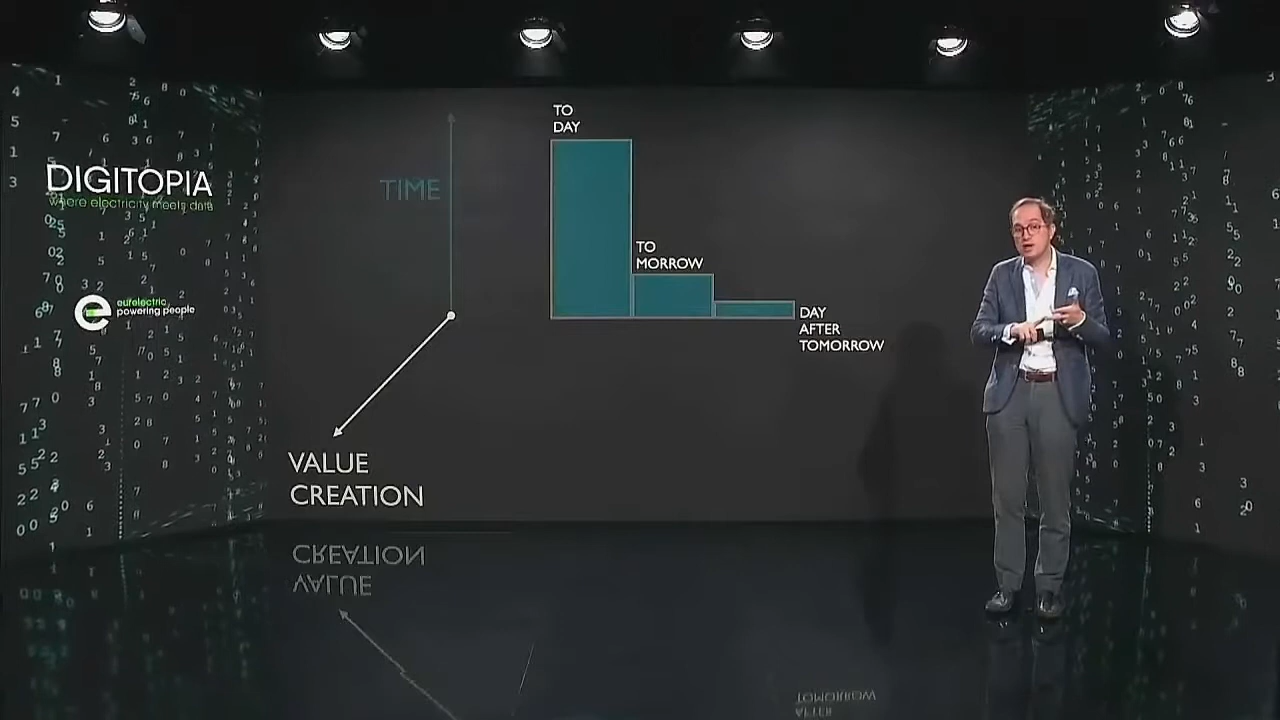 DIGITOPIA
where electricity meets data
eurelectric
powering people
TIME
TO
DAY
TO
MORROW
DAY
AFTER
TOMORROW
VALUE
CREATION